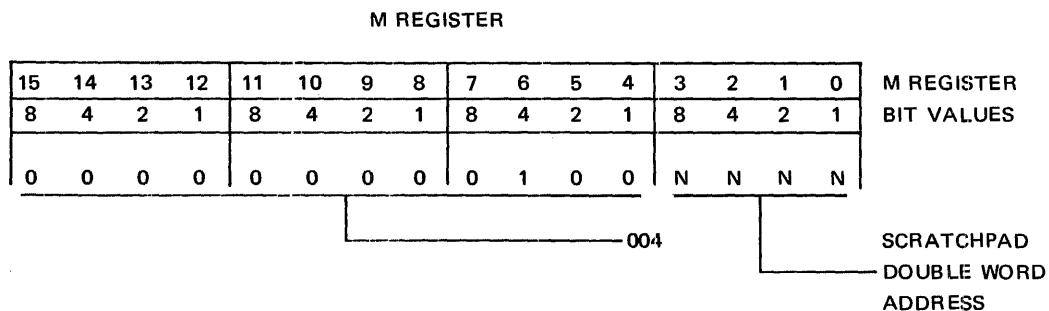 M REGISTER
15 14 13 12 11 10 9 8 7 6 5 4 3 2 1 0 M REGISTER
8 4 2 1 8 4 2 1 8 4 2 1 8 4 2 1 BIT VALUES
0 0 0 0 0 0 0 0 0 1 0 0 N N N N
004 SCRATCHPAD
DOUBLE WORD
ADDRESS